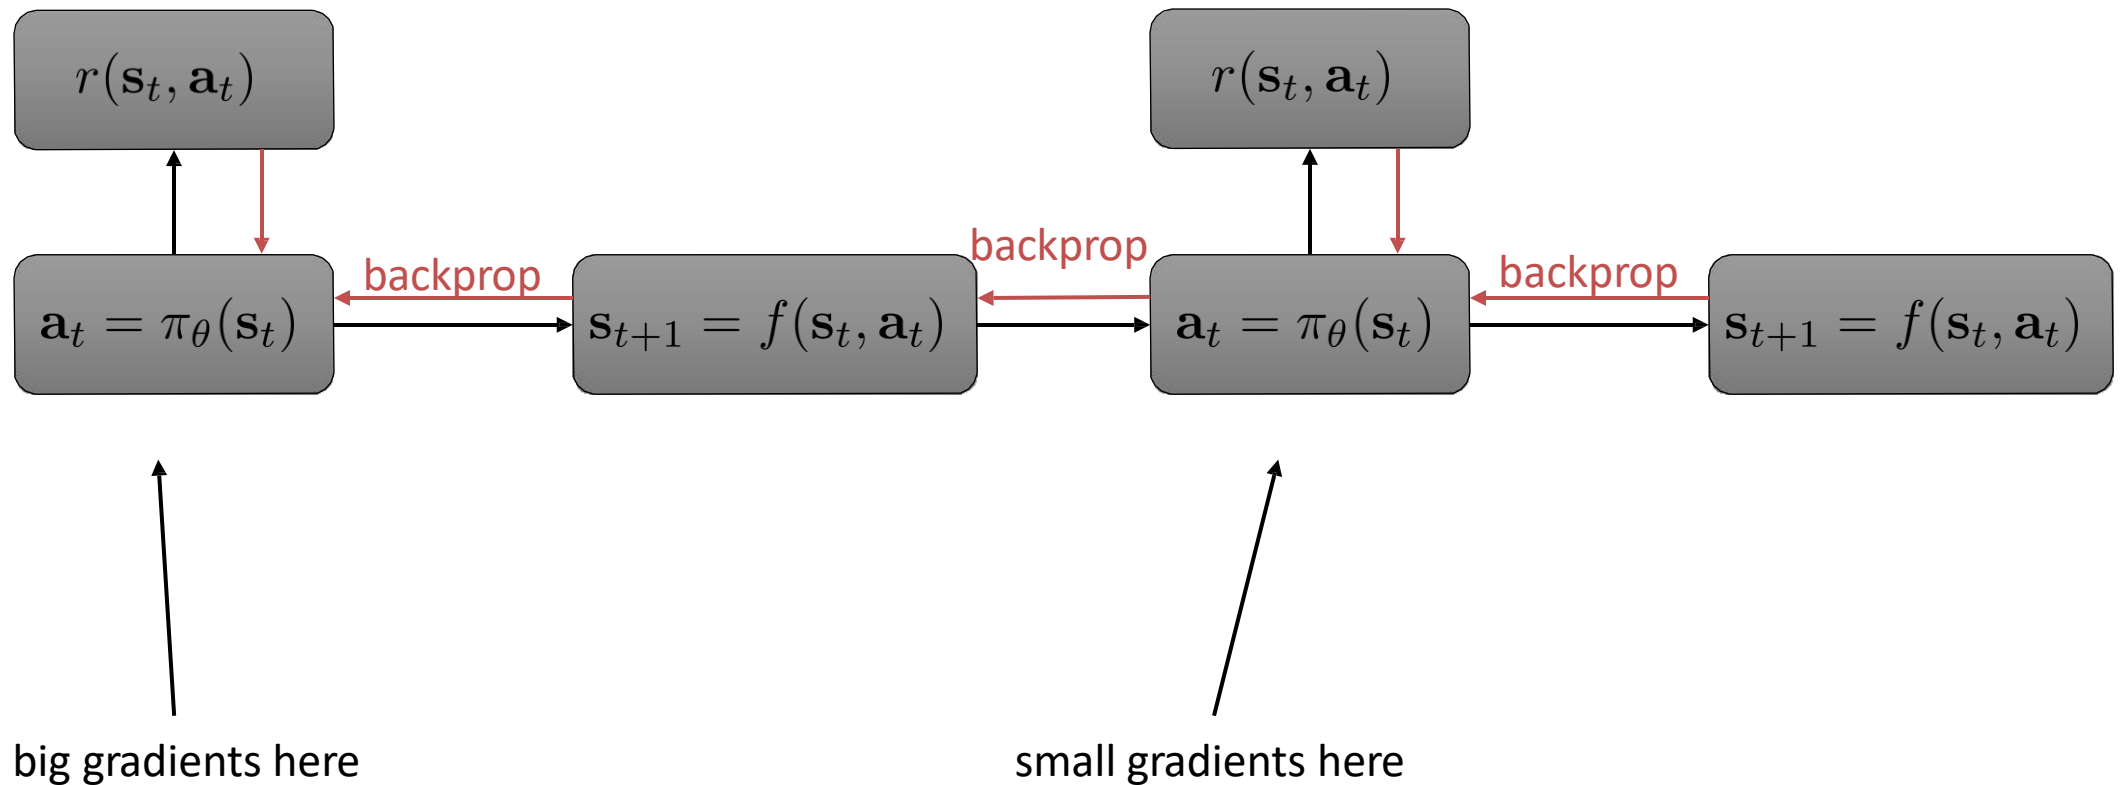 r(s_t, a_t)
r(s_t, a_t)
backprop
backprop
backprop
a_t = π_θ(s_t)
s_{t+1} = f(s_t, a_t)
a_t = π_θ(s_t)
s_{t+1} = f(s_t, a_t)
big gradients here
small gradients here